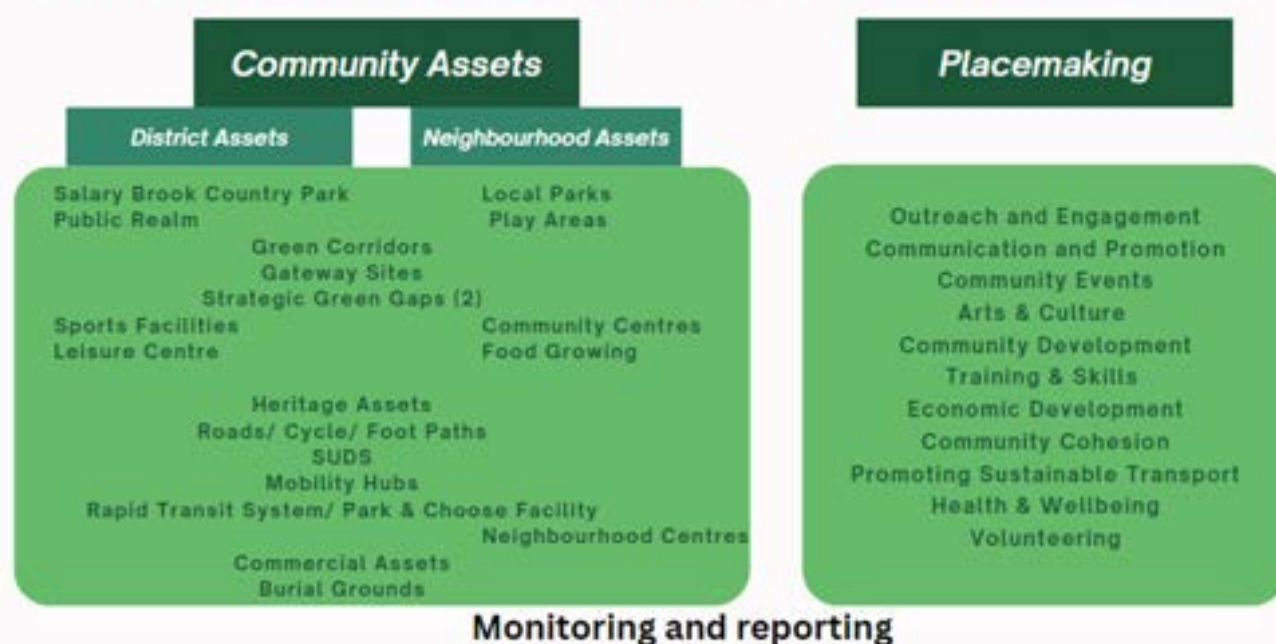 Community Assets
Placemaking
District Assets
Neighbourhood Assets
Salary Brook Country Park
Local Parks
Public Realm
Play Areas
Green Corridors
Gateway Sites
Strategic Green Gaps (2)
Sports Facilities
Community Centres
Leisure Centre
Food Growing
Heritage Assets
Roads/ Cycle/ Foot Paths
SUDS
Mobility Hubs
Rapid Transit System/ Park & Choose Facility
Neighbourhood Centres
Commercial Assets
Burial Grounds
Outreach and Engagement
Communication and Promotion
Community Events
Arts & Culture
Community Development
Training & Skills
Economic Development
Community Cohesion
Promoting Sustainable Transport
Health & Wellbeing
Volunteering
Monitoring and reporting